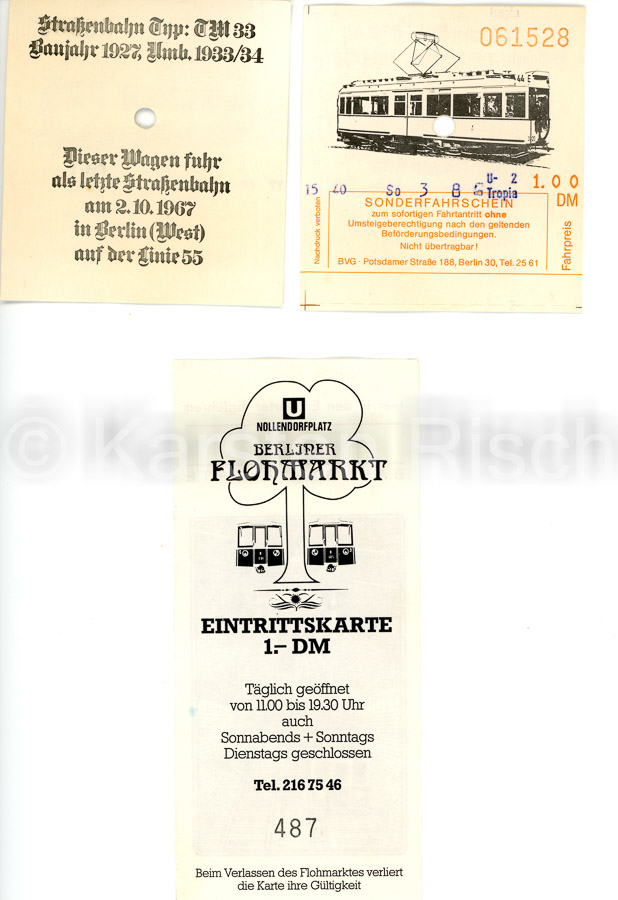 Straßenbahn Typ: TM 33
Baujahr 1927, Umb. 1933/34
Dieser Wagen fuhr
als letzte Straßenbahn
am 2.10.1967
in Berlin (West)
auf der Linie 55
061528
44 E
15 40 So 3 8 U- 2
Tropia
1.00
DM
Fahrpreis
Nachdruck verboten
SONDERFAHRSCHEIN
zum sofortigen Fahrtantritt ohne
Umsteigeberechtigung nach den geltenden
Beförderungsbedingungen.
Nicht übertragbar!
BVG · Potsdamer Straße 188, Berlin 30, Tel. 25 61
U
NOLLENDORFPLATZ
BERLINER
FLOHMARKT
© Karsten Risch
EINTRITTSKARTE
1.– DM
Täglich geöffnet
von 11.00 bis 19.30 Uhr
auch
Sonnabends + Sonntags
Dienstags geschlossen
Tel. 216 75 46
487
Beim Verlassen des Flohmarktes verliert
die Karte ihre Gültigkeit